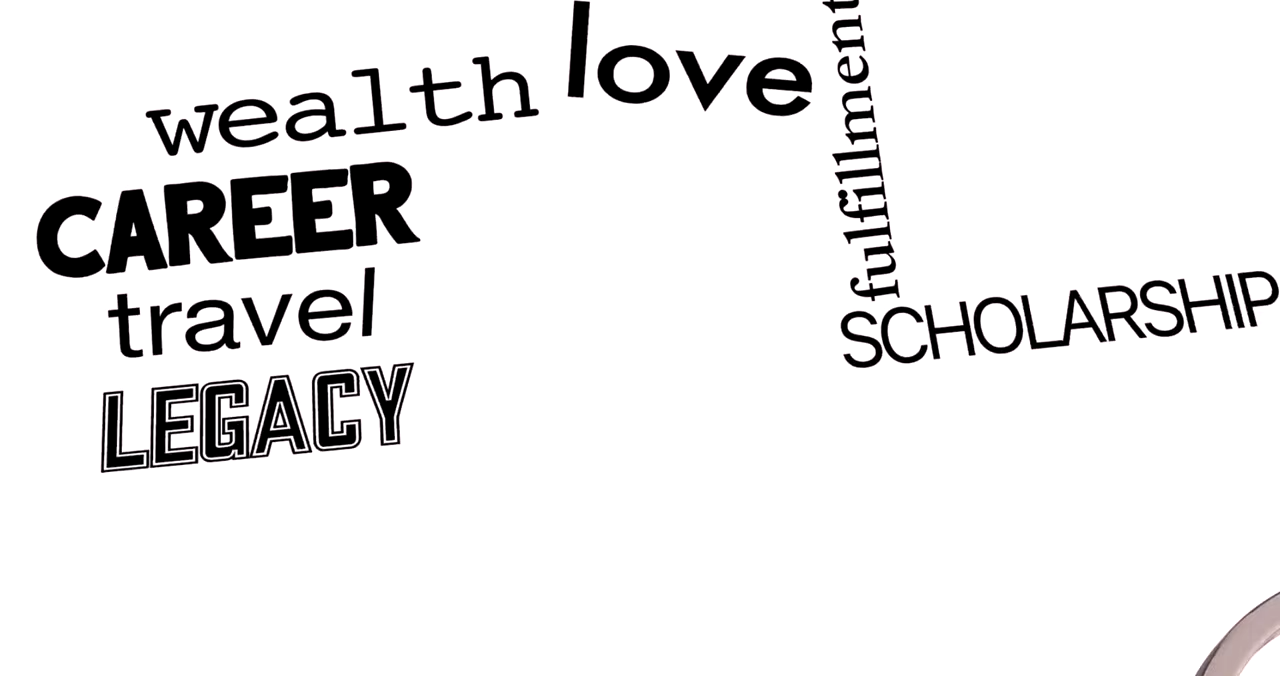 wealth
love
fulfillment
CAREER
travel
LEGACY
SCHOLARSHIP